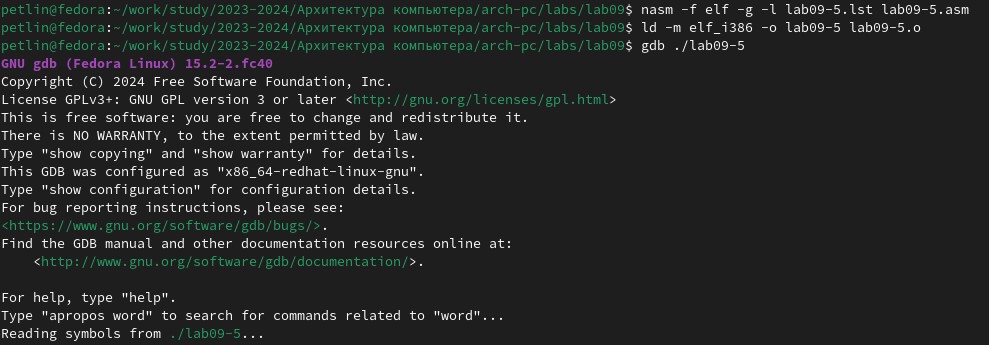 petlin@fedora:~/work/study/2023-2024/Архитектура компьютера/arch-pc/labs/lab09$ nasm -f elf -g -l lab09-5.lst lab09-5.asm
petlin@fedora:~/work/study/2023-2024/Архитектура компьютера/arch-pc/labs/lab09$ ld -m elf_i386 -o lab09-5 lab09-5.o
petlin@fedora:~/work/study/2023-2024/Архитектура компьютера/arch-pc/labs/lab09$ gdb ./lab09-5
GNU gdb (Fedora Linux) 15.2-2.fc40
Copyright (C) 2024 Free Software Foundation, Inc.
License GPLv3+: GNU GPL version 3 or later <http://gnu.org/licenses/gpl.html>
This is free software: you are free to change and redistribute it.
There is NO WARRANTY, to the extent permitted by law.
Type "show copying" and "show warranty" for details.
This GDB was configured as "x86_64-redhat-linux-gnu".
Type "show configuration" for configuration details.
For bug reporting instructions, please see:
<https://www.gnu.org/software/gdb/bugs/>.
Find the GDB manual and other documentation resources online at:
    <http://www.gnu.org/software/gdb/documentation/>.
For help, type "help".
Type "apropos word" to search for commands related to "word"...
Reading symbols from ./lab09-5...